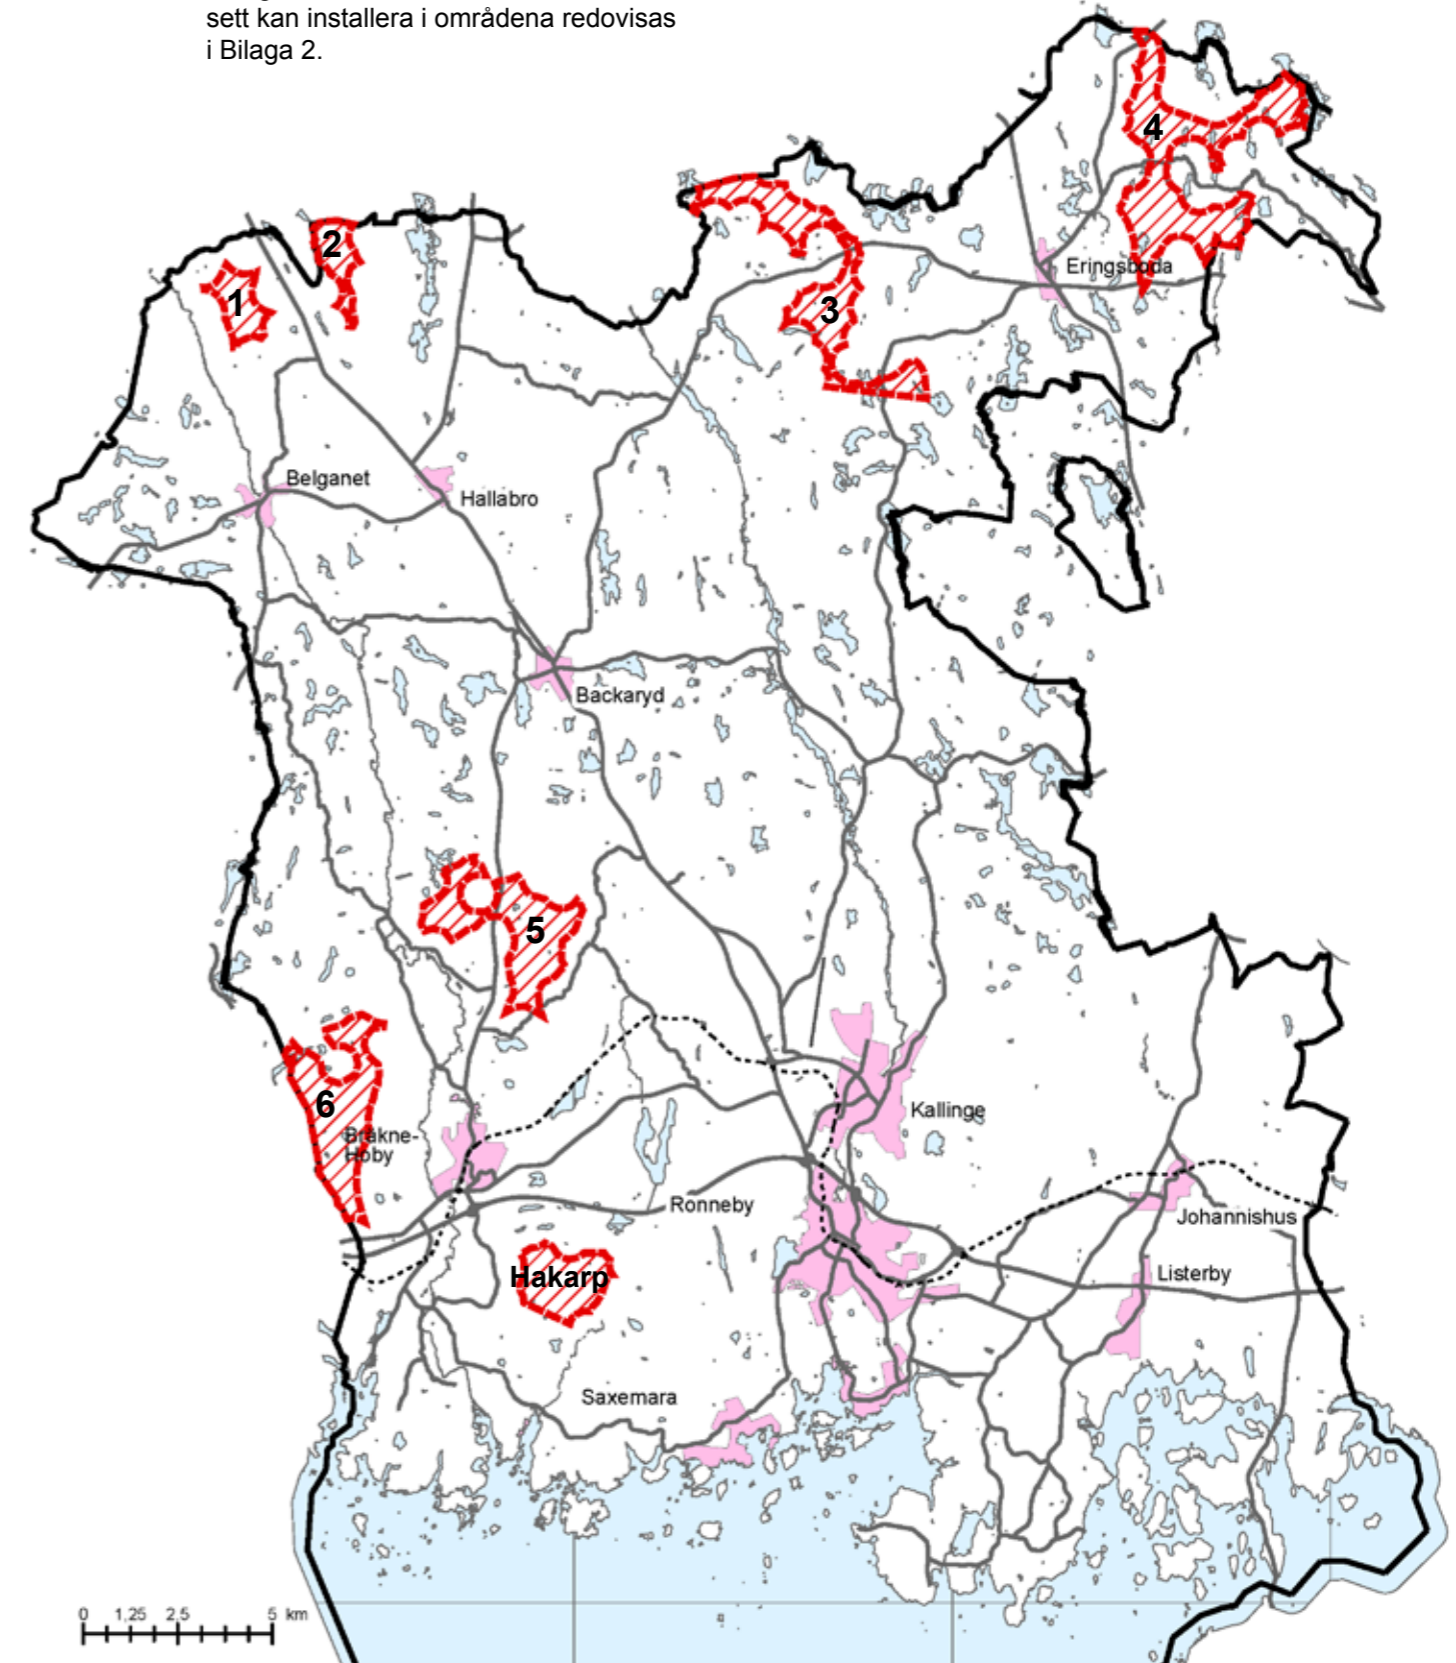 sett kan installera i områdena redovisas
i Bilaga 2.
4
2
1
Eringsboda
3
Belganet
Hallabro
Backaryd
5
6
Kallinge
Bräkne-
Hoby
Ronneby
Johannishus
Hakarp
Listerby
Saxemara
0 1,25 2,5 5 km